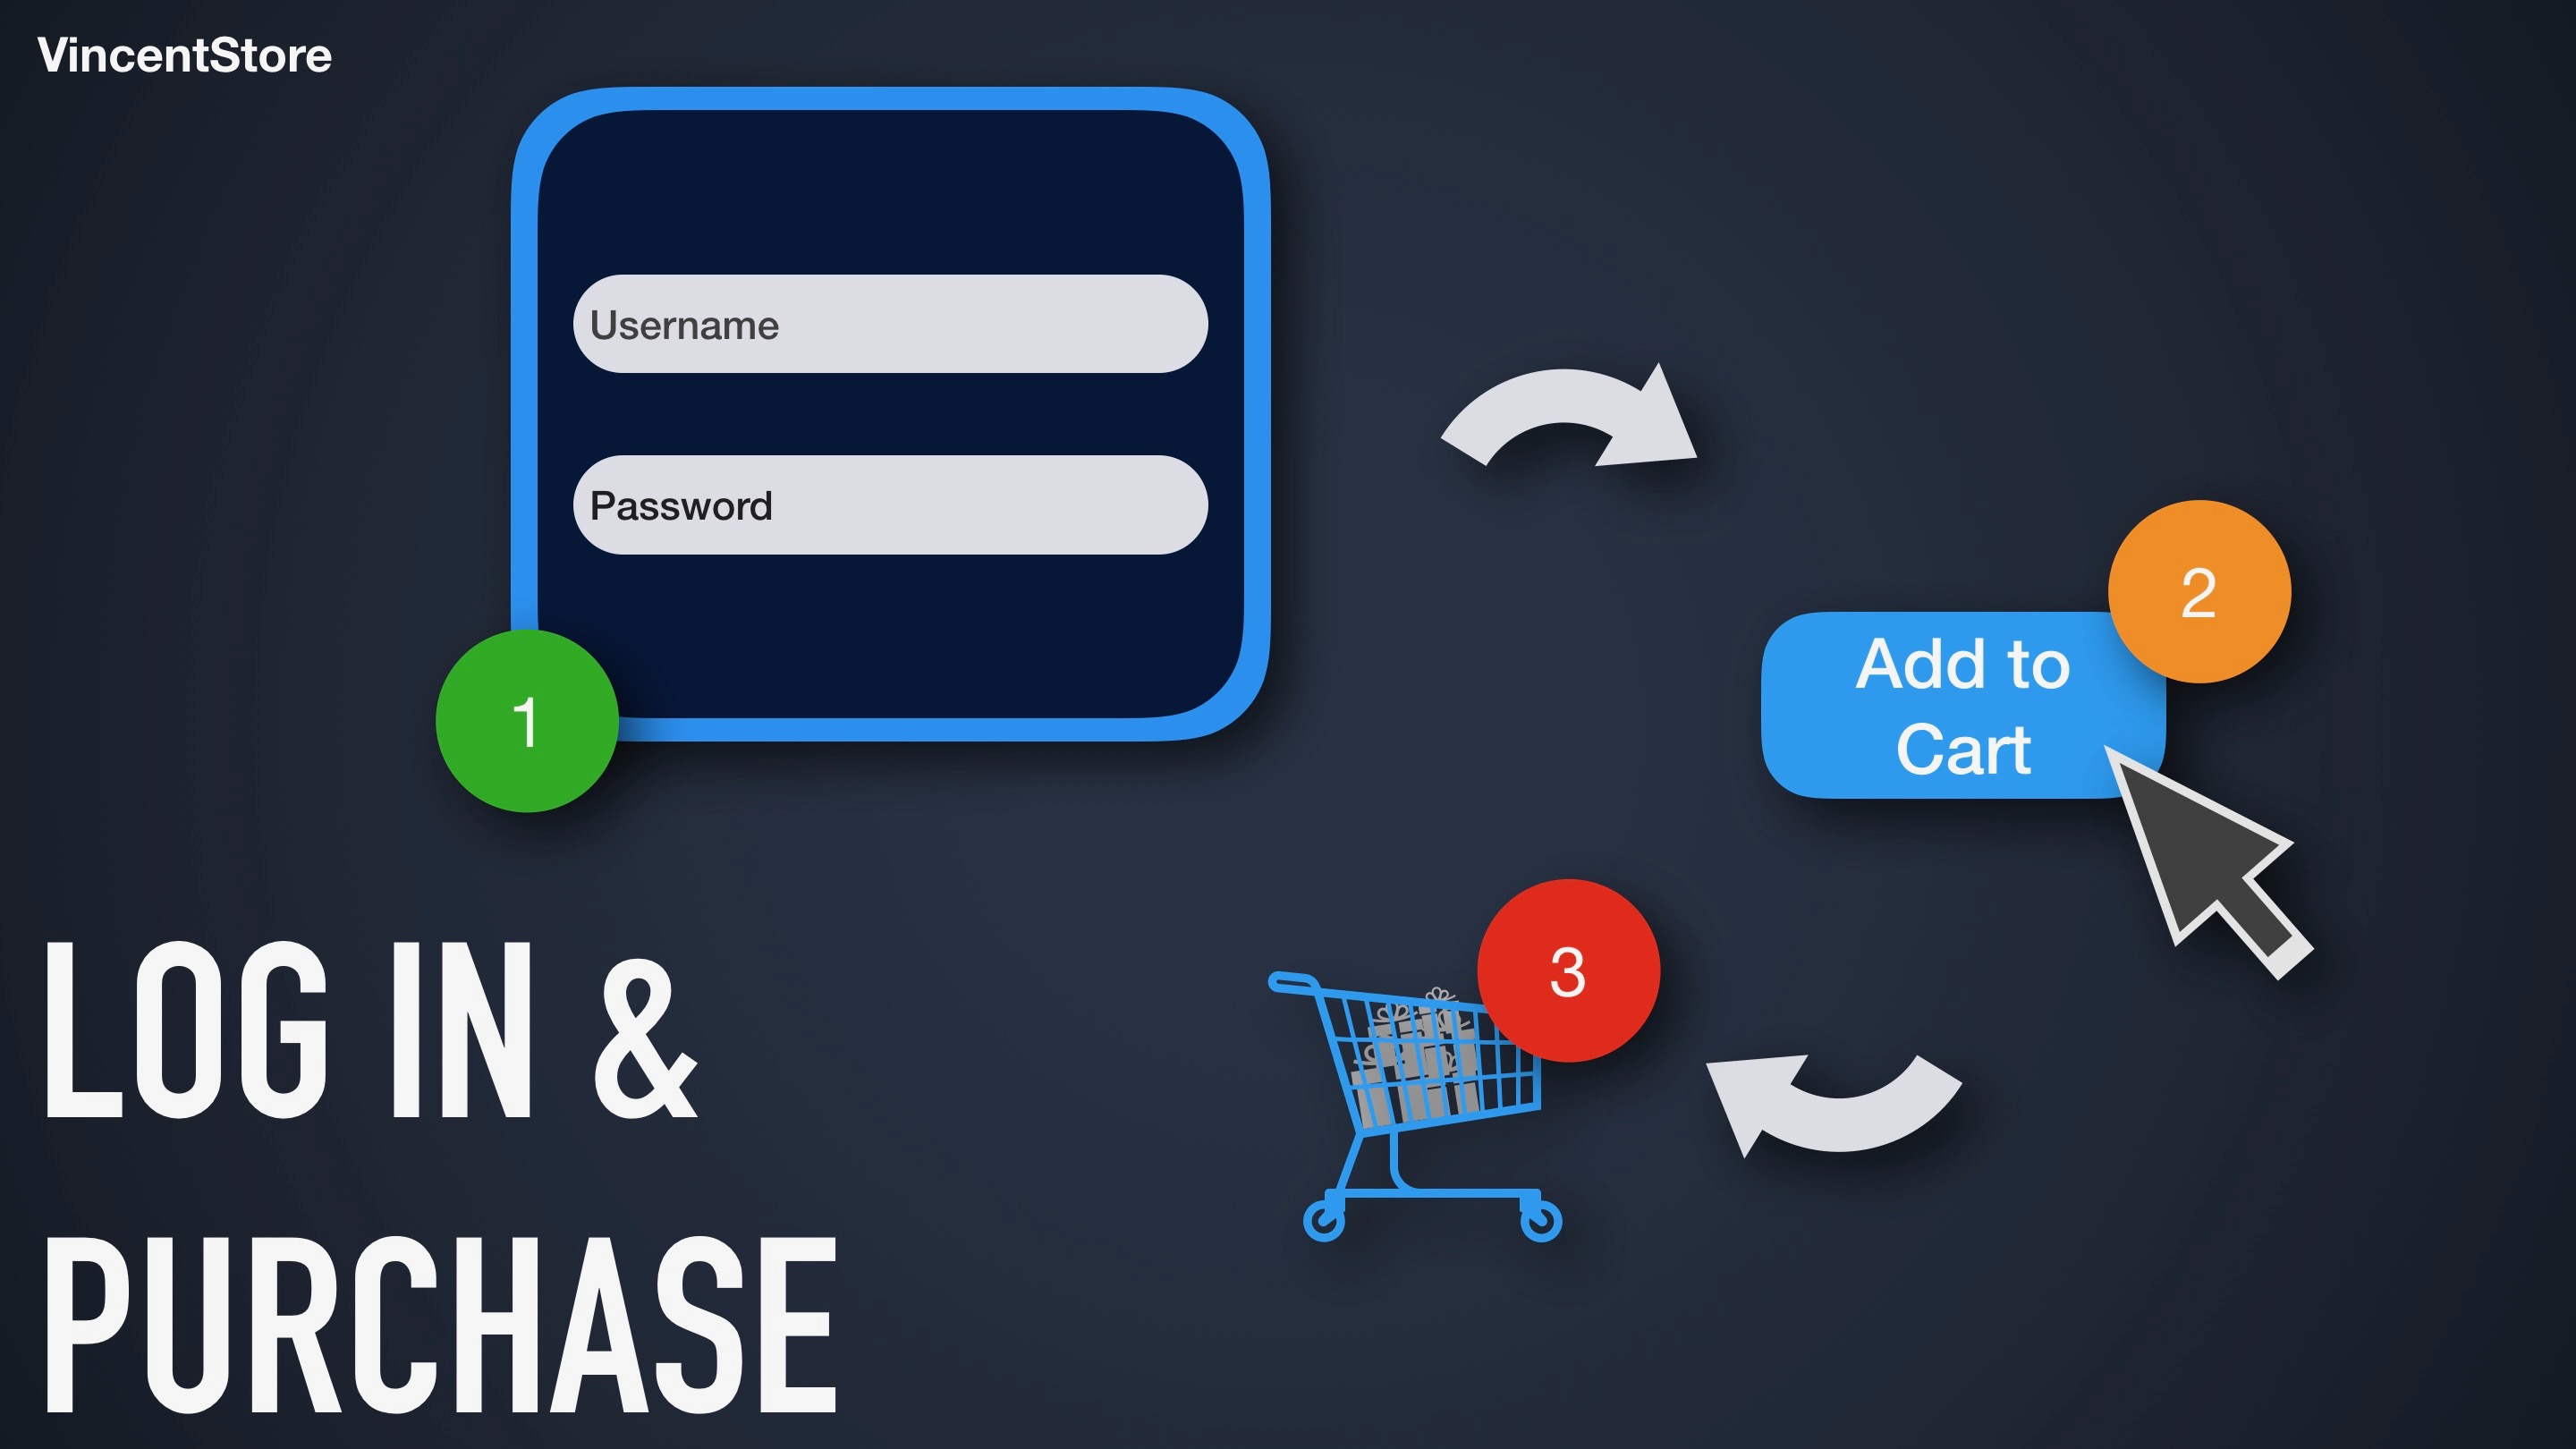 VincentStore
Username
Password
1
2
Add to
Cart
3
LOG IN &
PURCHASE